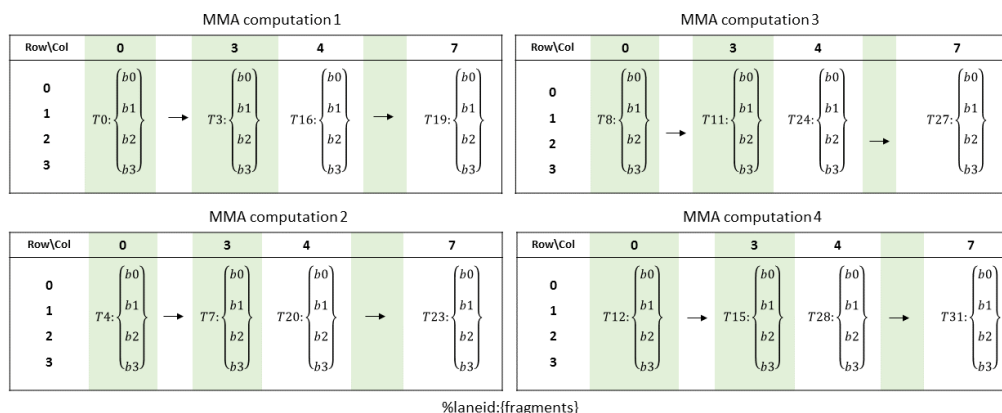 MMA computation 1
Row\Col 0 3 4 7
0
1
2
3
T0: {b0 b1 b2 b3} → T3: {b0 b1 b2 b3} T16: {b0 b1 b2 b3} → T19: {b0 b1 b2 b3}
MMA computation 3
Row\Col 0 3 4 7
0
1
2
3
T8: {b0 b1 b2 b3} → T11: {b0 b1 b2 b3} T24: {b0 b1 b2 b3} → T27: {b0 b1 b2 b3}
MMA computation 2
Row\Col 0 3 4 7
0
1
2
3
T4: {b0 b1 b2 b3} → T7: {b0 b1 b2 b3} T20: {b0 b1 b2 b3} → T23: {b0 b1 b2 b3}
MMA computation 4
Row\Col 0 3 4 7
0
1
2
3
T12: {b0 b1 b2 b3} → T15: {b0 b1 b2 b3} T28: {b0 b1 b2 b3} → T31: {b0 b1 b2 b3}
%laneid:{fragments}